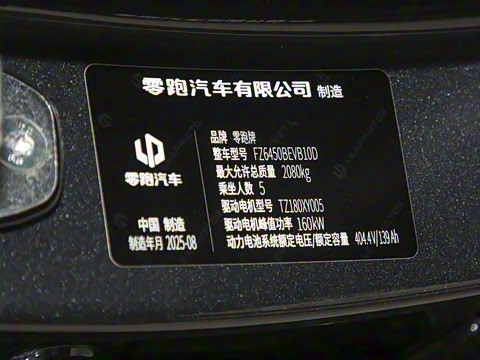 零跑汽车有限公司 制造
零跑汽车
中国 制造
制造年月 2025-08
品牌 零跑牌
整车型号 FZ6450BEVB10D
最大允许总质量 2080kg
乘坐人数 5
驱动电机型号 TZ180XY005
驱动电机峰值功率 160kW
动力电池系统额定电压/额定容量 404.4V/139Ah